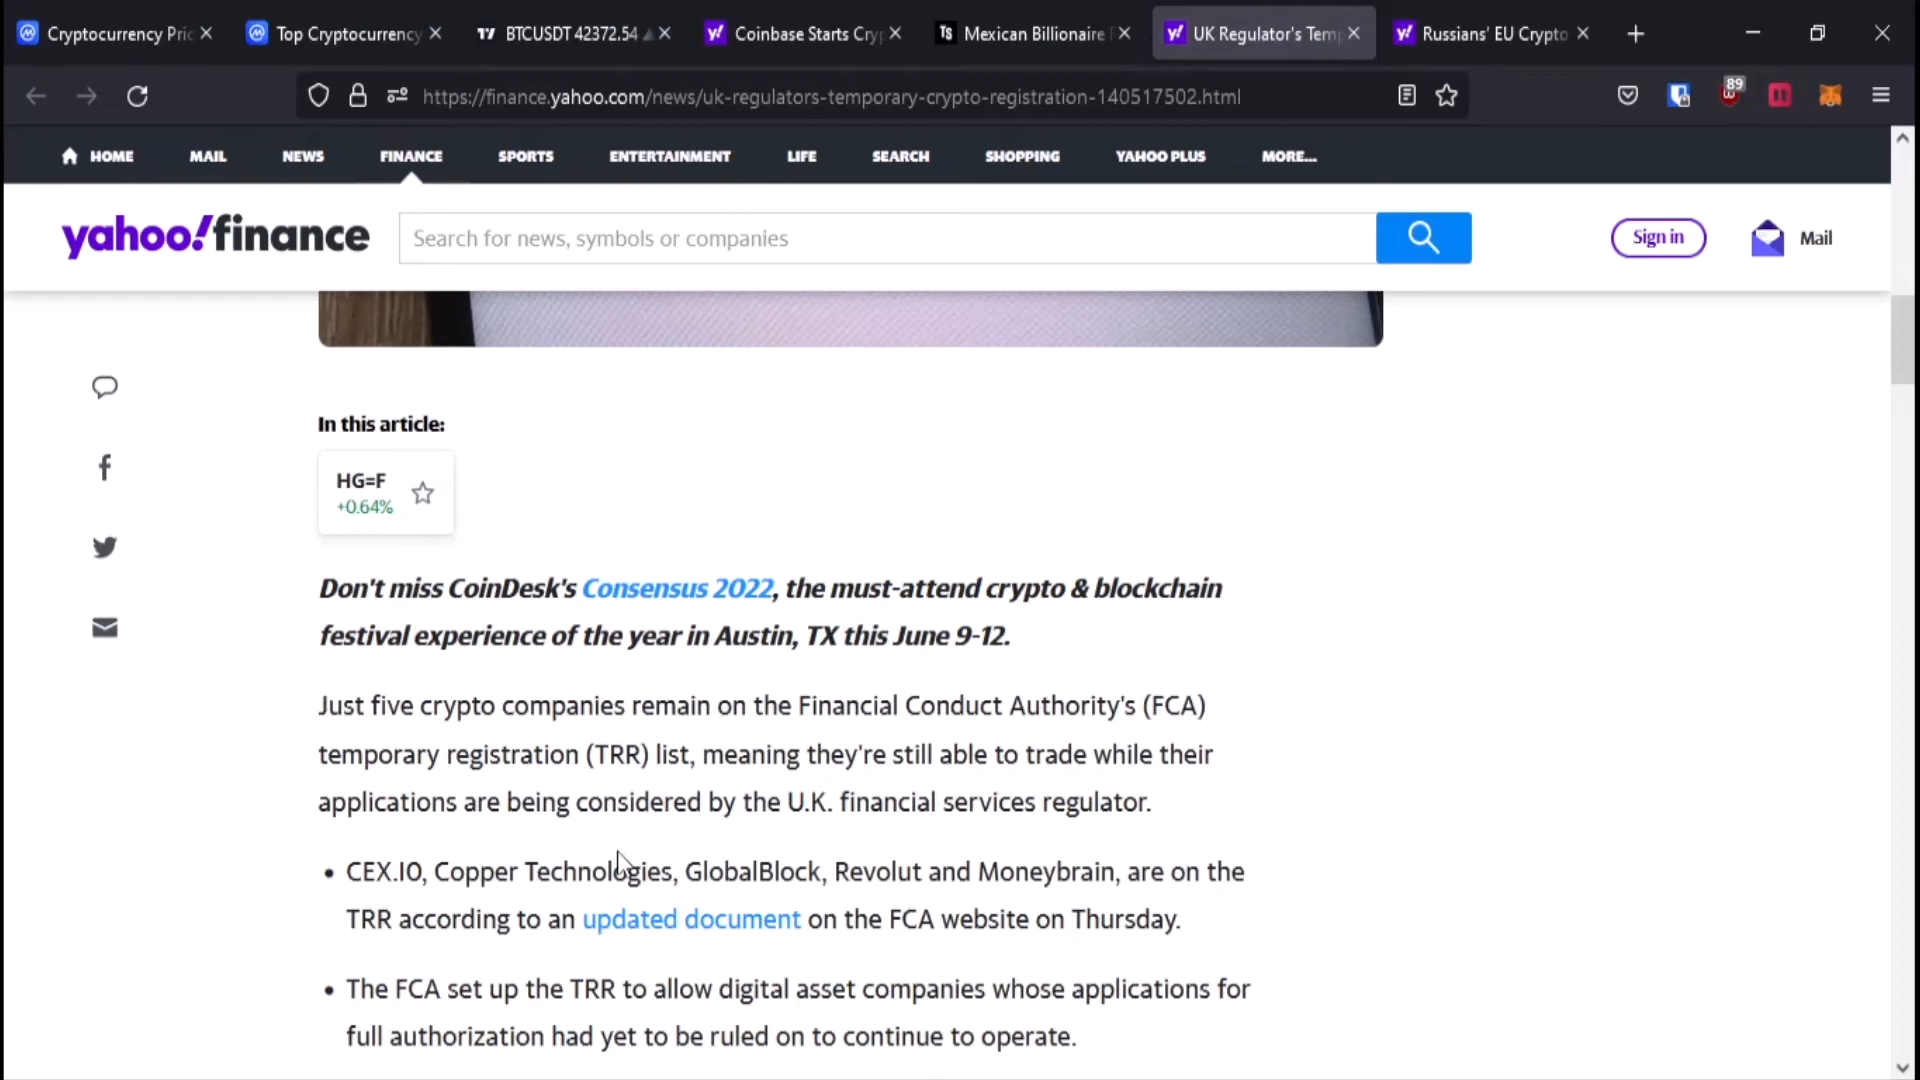 Cryptocurrency Pric
Top Cryptocurrency
BTCUSDT 42372.54
Coinbase Starts Cryp
Mexican Billionaire
UK Regulator's Temp
Russians' EU Crypto
https://finance.yahoo.com/news/uk-regulators-temporary-crypto-registration-140517502.html
89
HOME MAIL NEWS FINANCE SPORTS ENTERTAINMENT LIFE SEARCH SHOPPING YAHOO PLUS MORE...
yahoo!finance
Search for news, symbols or companies
Sign in
Mail
In this article:
HG=F
+0.64%
Don't miss CoinDesk's Consensus 2022, the must-attend crypto & blockchain
festival experience of the year in Austin, TX this June 9-12.
Just five crypto companies remain on the Financial Conduct Authority's (FCA)
temporary registration (TRR) list, meaning they're still able to trade while their
applications are being considered by the U.K. financial services regulator.
• CEX.IO, Copper Technologies, GlobalBlock, Revolut and Moneybrain, are on the
TRR according to an updated document on the FCA website on Thursday.
• The FCA set up the TRR to allow digital asset companies whose applications for
full authorization had yet to be ruled on to continue to operate.